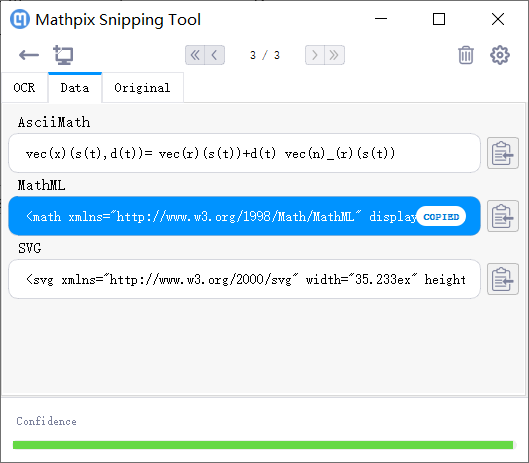 Mathpix Snipping Tool
3 / 3
OCR Data Original
AsciiMath
vec(x)(s(t),d(t))= vec(r)(s(t))+d(t) vec(n)_(r)(s(t))
MathML
<math xmlns="http://www.w3.org/1998/Math/MathML" display COPIED
SVG
<svg xmlns="http://www.w3.org/2000/svg" width="35.233ex" height
Confidence